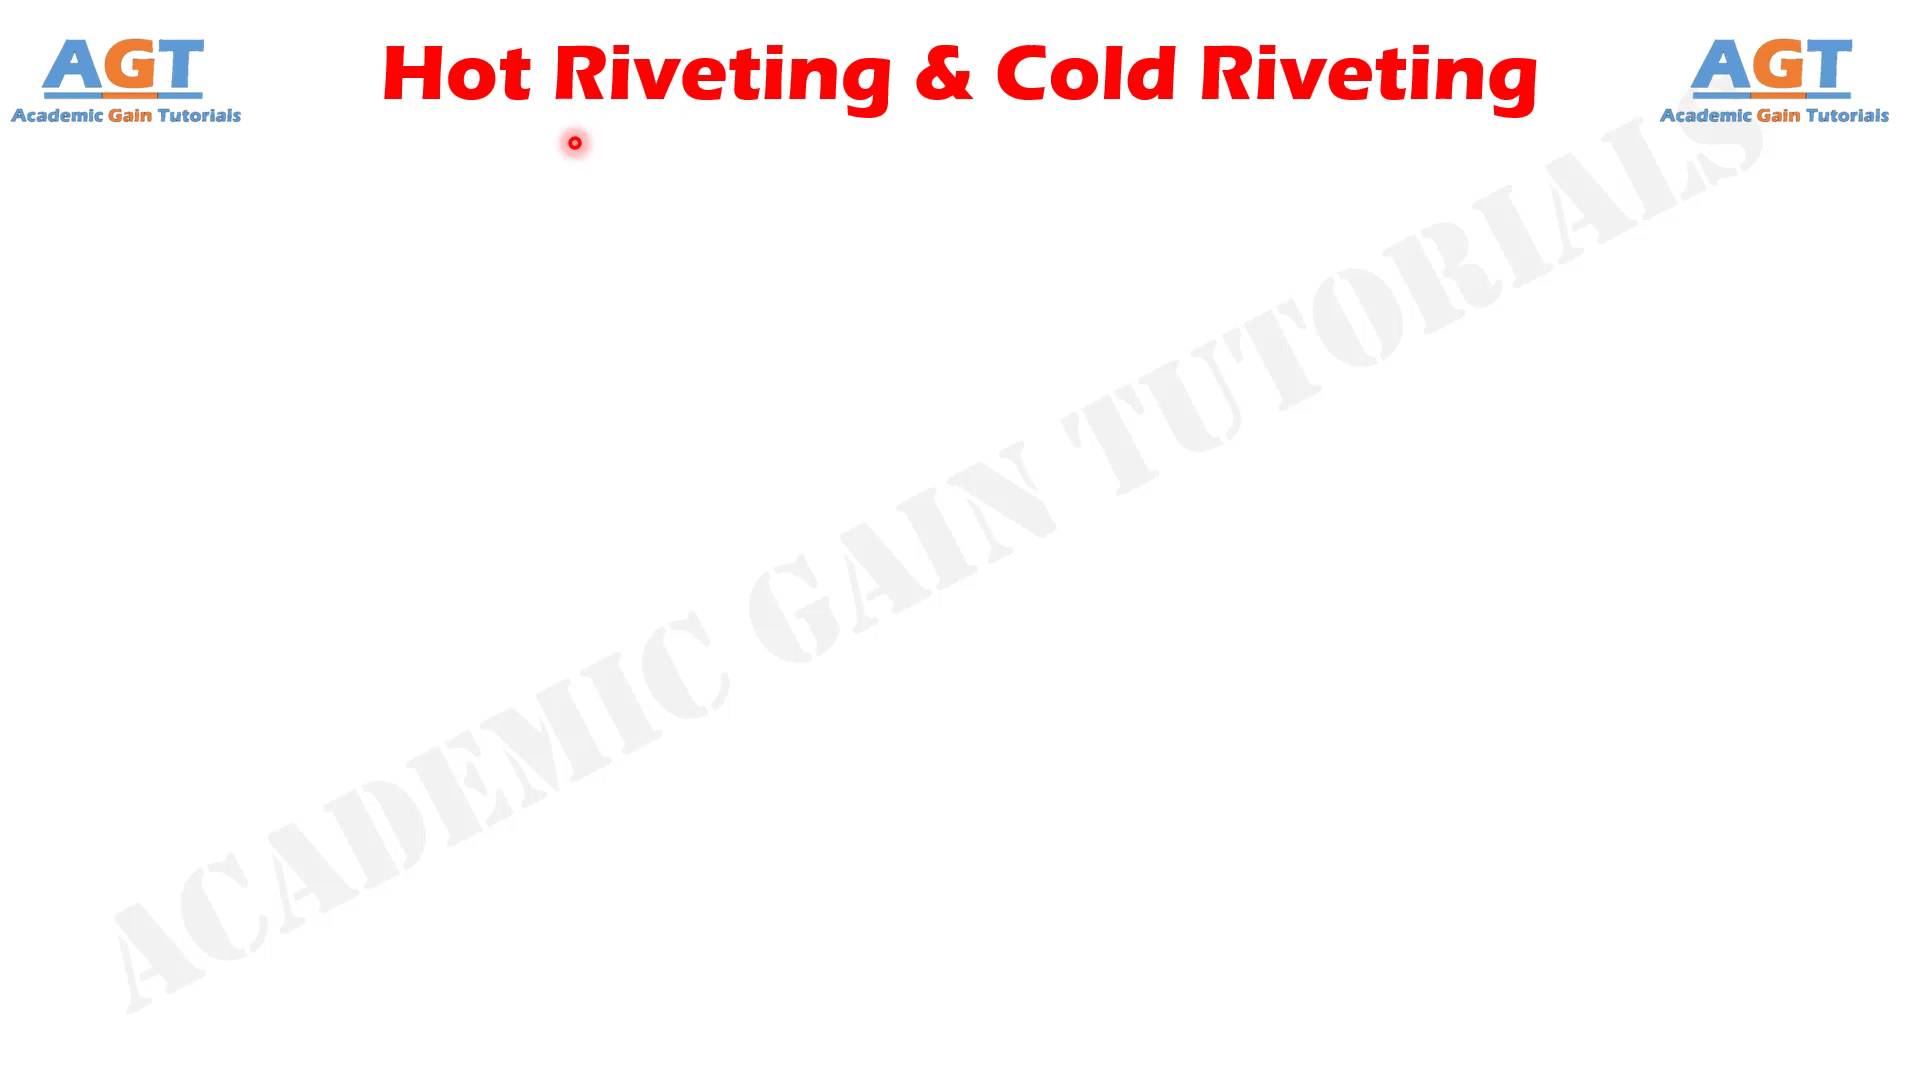 AGT
Academic Gain Tutorials
Hot Riveting & Cold Riveting
AGT
Academic Gain Tutorials
ACADEMIC GAIN TUTORIALS